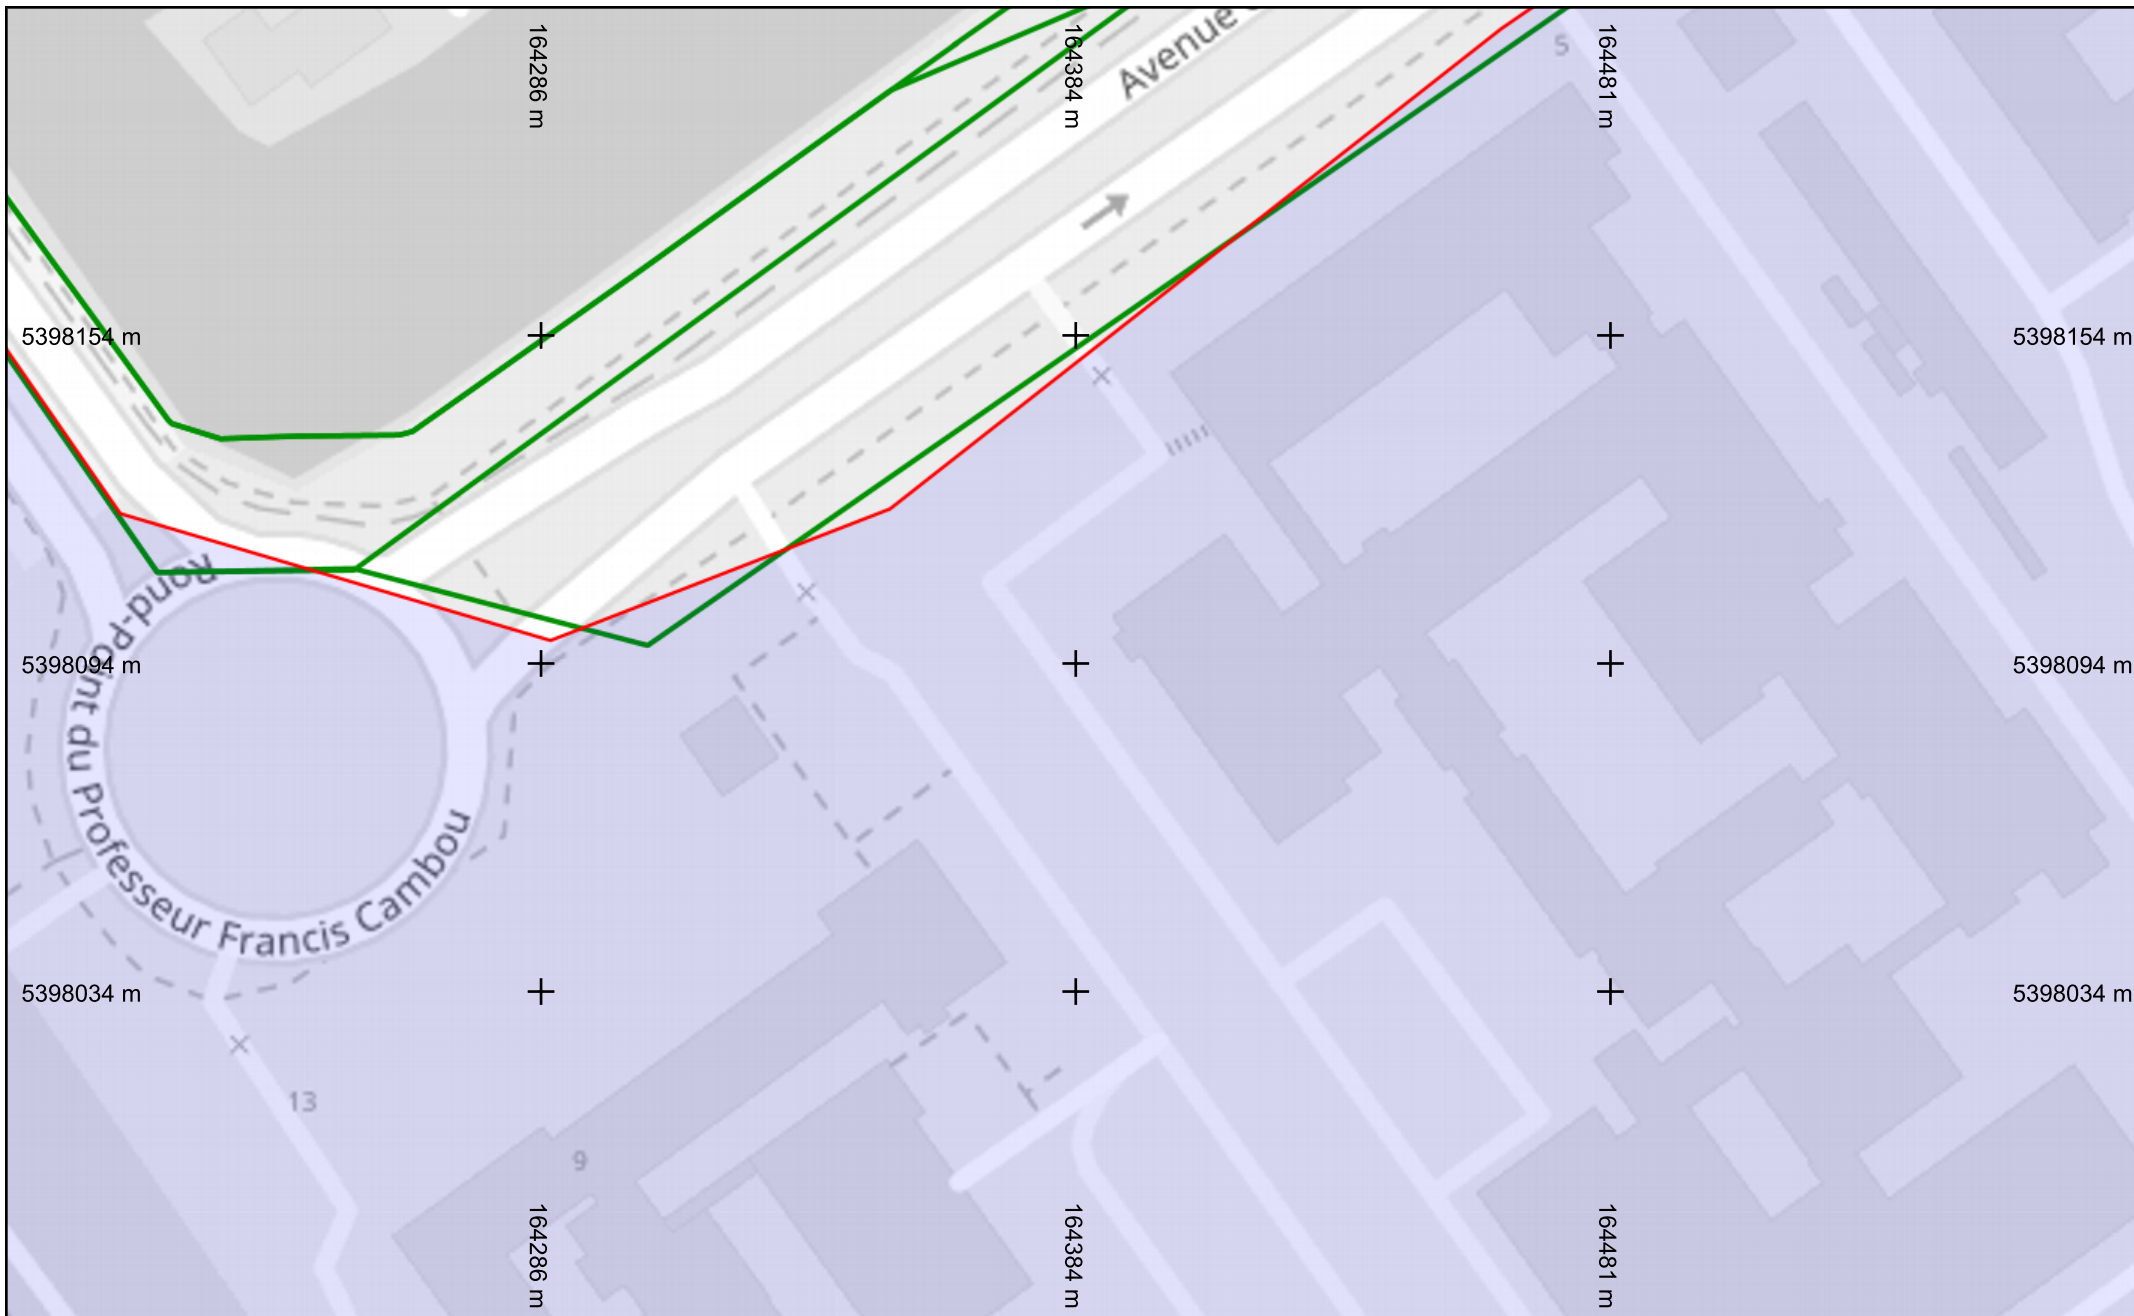 164286 m
164384 m
164481 m
Avenue
5
5398154 m
5398154 m
Rond-Point du Professeur Francis Cambou
5398094 m
5398094 m
5398034 m
5398034 m
13
9
164286 m
164384 m
164481 m